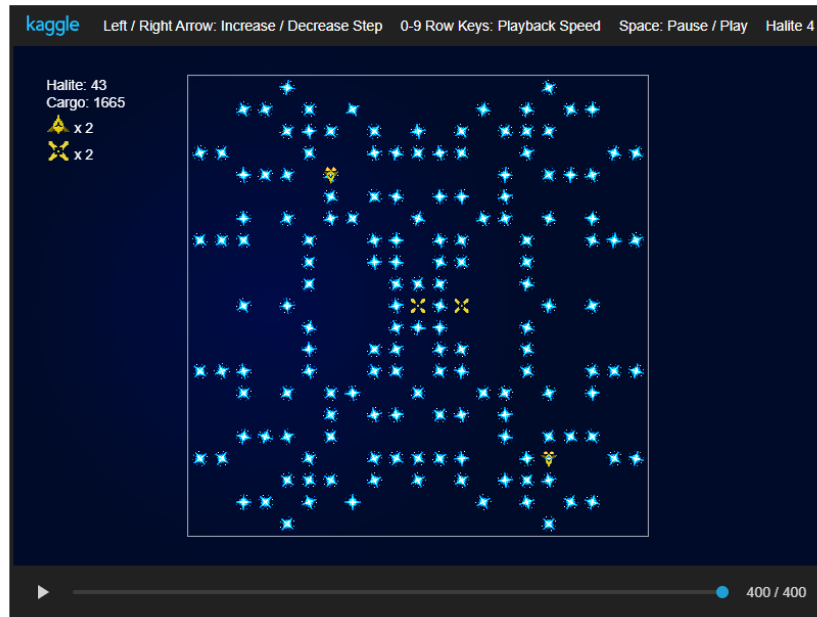 kaggle Left / Right Arrow: Increase / Decrease Step 0-9 Row Keys: Playback Speed Space: Pause / Play Halite 4
Halite: 43
Cargo: 1665
x 2
x 2
400 / 400